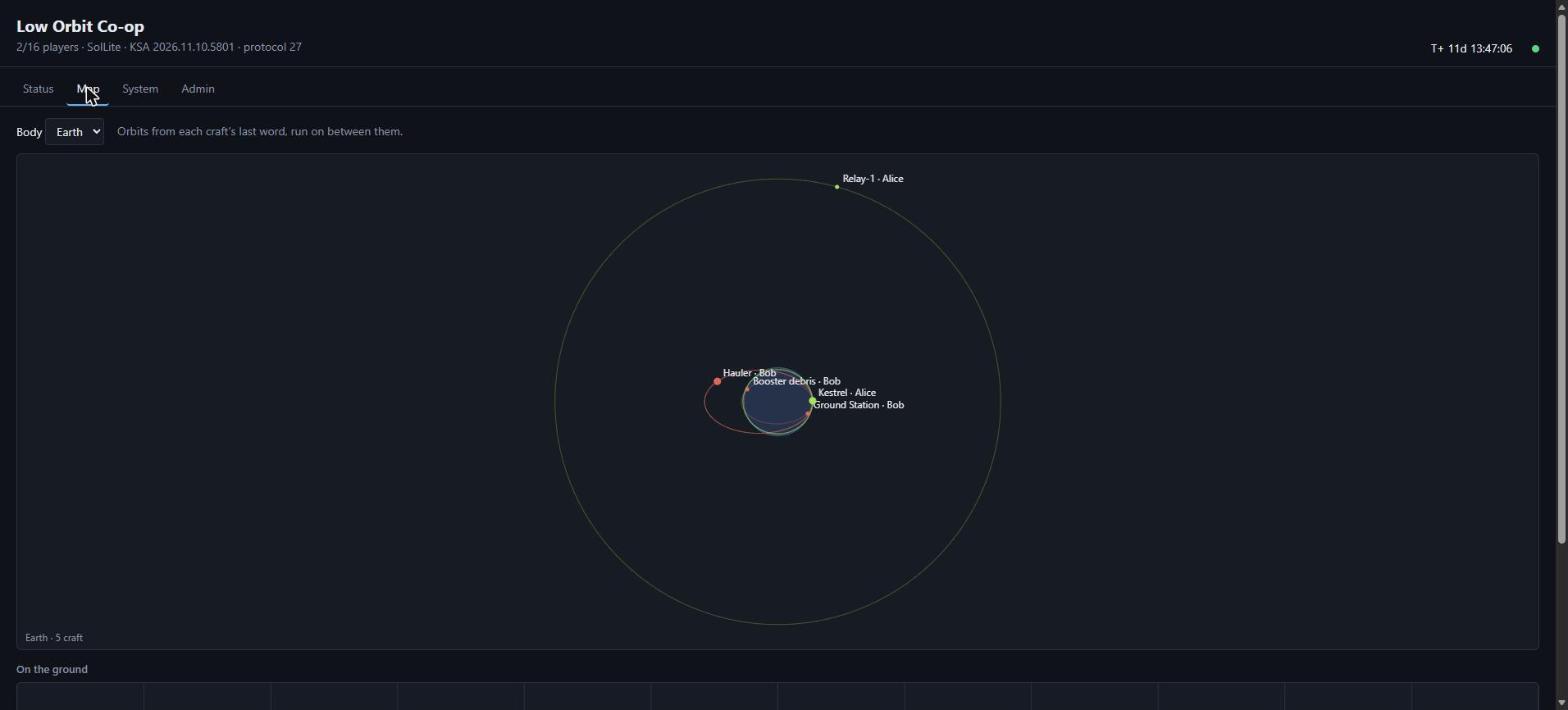 Low Orbit Co-op
2/16 players · SolLite · KSA 2026.11.10.5801 · protocol 27
T+ 11d 13:47:06
Status Map System Admin
Body Earth Orbits from each craft's last word, run on between them.
Relay-1 · Alice
Hauler · Bob
Booster debris · Bob
Kestrel · Alice
Ground Station · Bob
Earth · 5 craft
On the ground